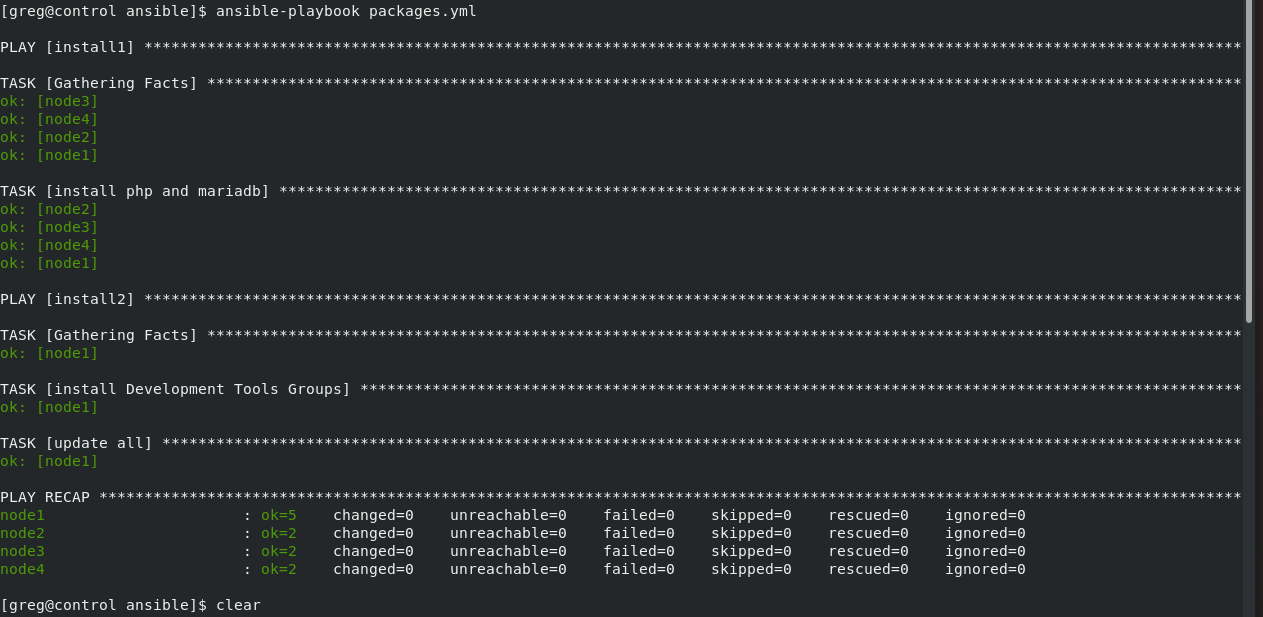 [greg@control ansible]$ ansible-playbook packages.yml
PLAY [install1] **************************************************************************************************************************
TASK [Gathering Facts] *******************************************************************************************************************
ok: [node3]
ok: [node4]
ok: [node2]
ok: [node1]
TASK [install php and mariadb] ***********************************************************************************************************
ok: [node2]
ok: [node3]
ok: [node4]
ok: [node1]
PLAY [install2] **************************************************************************************************************************
TASK [Gathering Facts] *******************************************************************************************************************
ok: [node1]
TASK [install Development Tools Groups] **************************************************************************************************
ok: [node1]
TASK [update all] ************************************************************************************************************************
ok: [node1]
PLAY RECAP *******************************************************************************************************************************
node1                      : ok=5    changed=0    unreachable=0    failed=0    skipped=0    rescued=0    ignored=0
node2                      : ok=2    changed=0    unreachable=0    failed=0    skipped=0    rescued=0    ignored=0
node3                      : ok=2    changed=0    unreachable=0    failed=0    skipped=0    rescued=0    ignored=0
node4                      : ok=2    changed=0    unreachable=0    failed=0    skipped=0    rescued=0    ignored=0
[greg@control ansible]$ clear